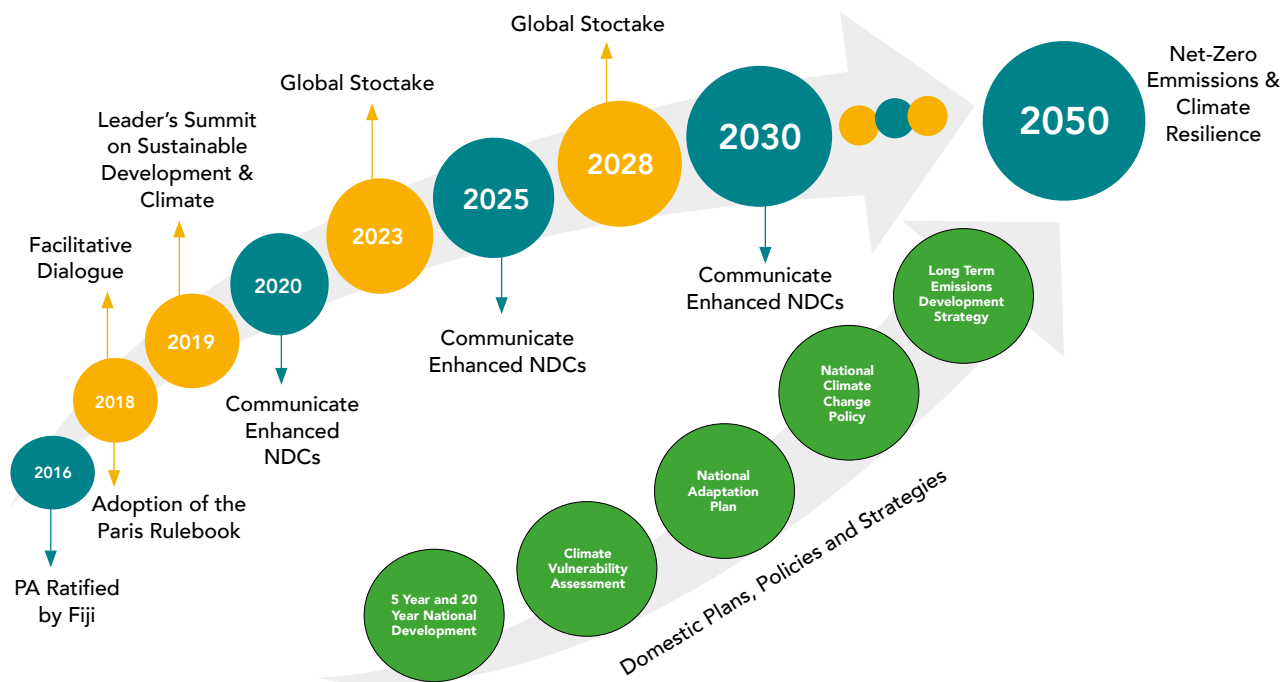 Global Stoctake
Net-Zero
Emmissions &
Climate
Resilience
2050
2030
2028
Global Stoctake
2025
2023
Leader's Summit
on Sustainable
Development &
Climate
Facilitative
Dialogue
2020
2019
2018
2016
Communicate
Enhanced NDCs
Communicate
Enhanced NDCs
Communicate
Enhanced
NDCs
Adoption of the
Paris Rulebook
PA Ratified
by Fiji
Long Term
Emissions
Development
Strategy
National
Climate
Change
Policy
National
Adaptation
Plan
Climate
Vulnerability
Assessment
5 Year and 20
Year National
Development
Domestic Plans, Policies and Strategies